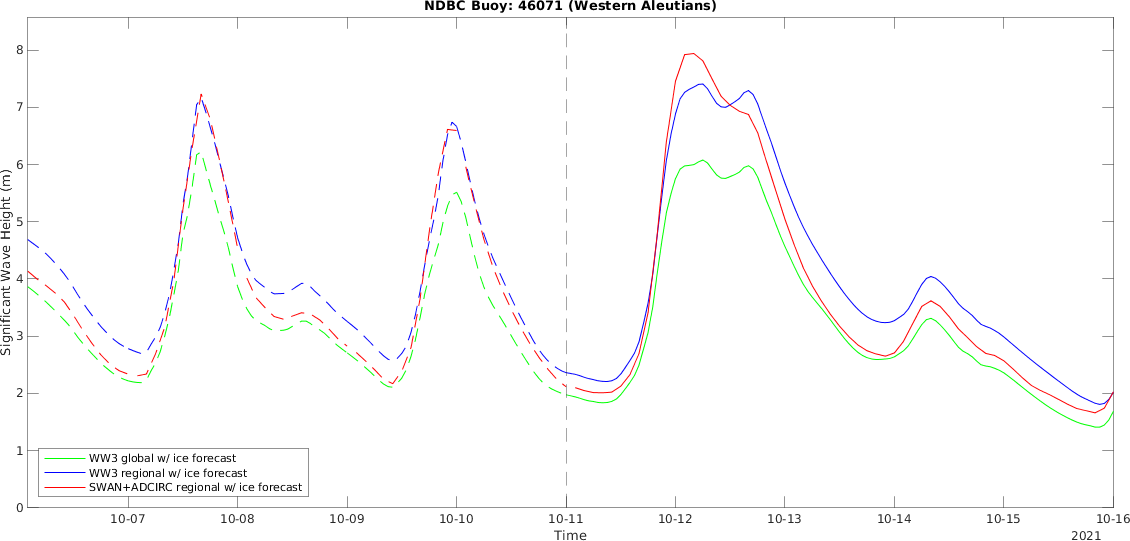 NDBC Buoy: 46071 (Western Aleutians)
Significant Wave Height (m)
8
7
6
5
4
3
2
1
0
WW3 global w/ ice forecast
WW3 regional w/ ice forecast
SWAN+ADCIRC regional w/ ice forecast
10-07 10-08 10-09 10-10 10-11 10-12 10-13 10-14 10-15 10-16
Time
2021